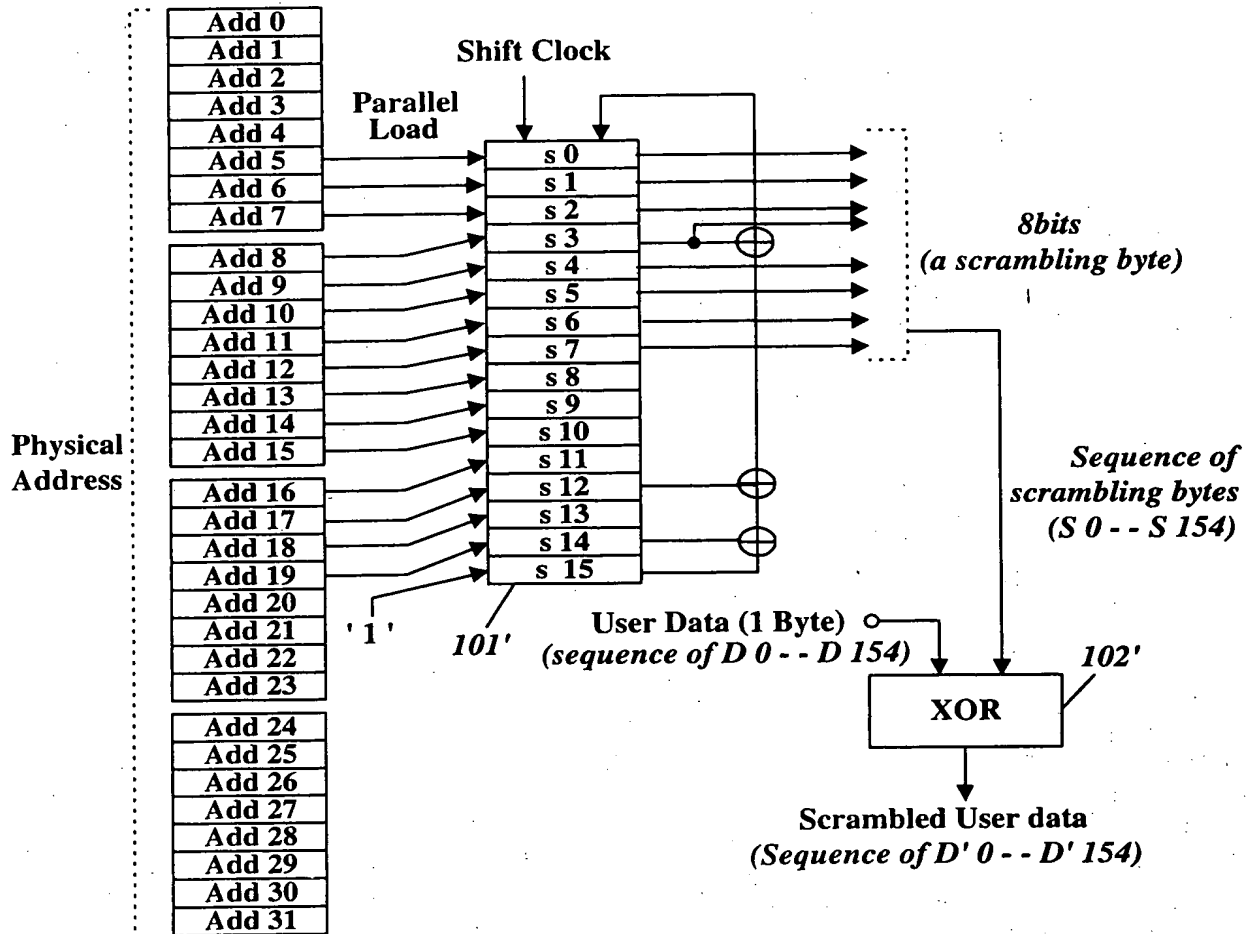 Physical
Address
Add 0
Add 1
Add 2
Add 3
Add 4
Add 5
Add 6
Add 7
Add 8
Add 9
Add 10
Add 11
Add 12
Add 13
Add 14
Add 15
Add 16
Add 17
Add 18
Add 19
Add 20
Add 21
Add 22
Add 23
Add 24
Add 25
Add 26
Add 27
Add 28
Add 29
Add 30
Add 31
Parallel
Load
Shift Clock
s 0
s 1
s 2
s 3
s 4
s 5
s 6
s 7
s 8
s 9
s 10
s 11
s 12
s 13
s 14
s 15
' 1 '
101'
8bits
(a scrambling byte)
Sequence of
scrambling bytes
(S 0 - - S 154)
User Data (1 Byte)
(sequence of D 0 - - D 154)
102'
XOR
Scrambled User data
(Sequence of D' 0 - - D' 154)